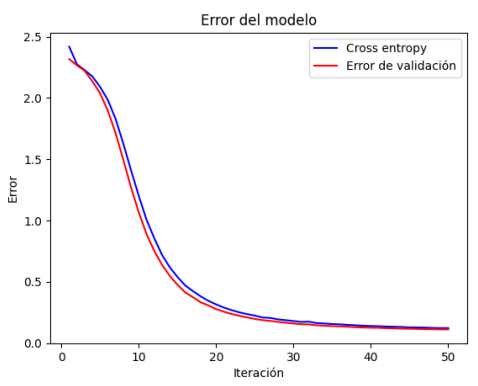 Error del modelo
Cross entropy
Error de validación
2.5
2.0
1.5
1.0
0.5
0.0
Error
0
10
20
30
40
50
Iteración